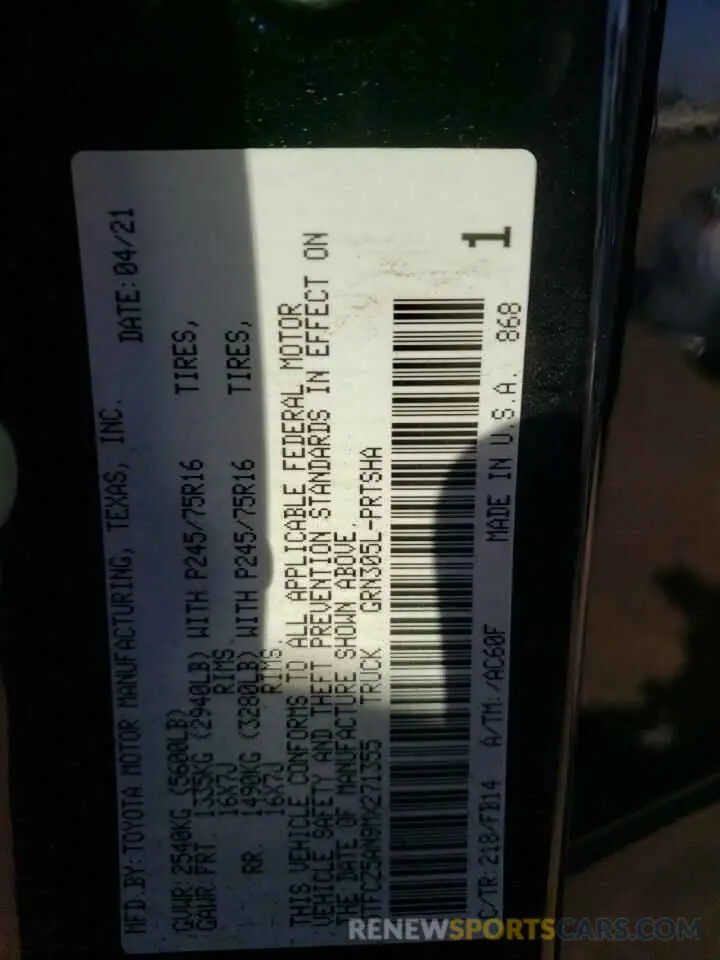 MFD.BY:TOYOTA MOTOR MANUFACTURING, TEXAS, INC. DATE:04/21
GVWR:2540KG (5600LB)
GAWR:FRT. 1335KG (2940LB) WITH P245/75R16 TIRES,
16X7J RIMS.
RR. 1490KG (3280LB) WITH P245/75R16 TIRES,
16X7J RIMS.
THIS VEHICLE CONFORMS TO ALL APPLICABLE FEDERAL MOTOR
VEHICLE SAFETY AND THEFT PREVENTION STANDARDS IN EFFECT ON
THE DATE OF MANUFACTURE SHOWN ABOVE.
TRUCK GRN305L-PRTSHA
1
C/TR:218/FB14 A/TM:/AC60F MADE IN U.S.A. 868
RENEWSPORTSCARS.COM